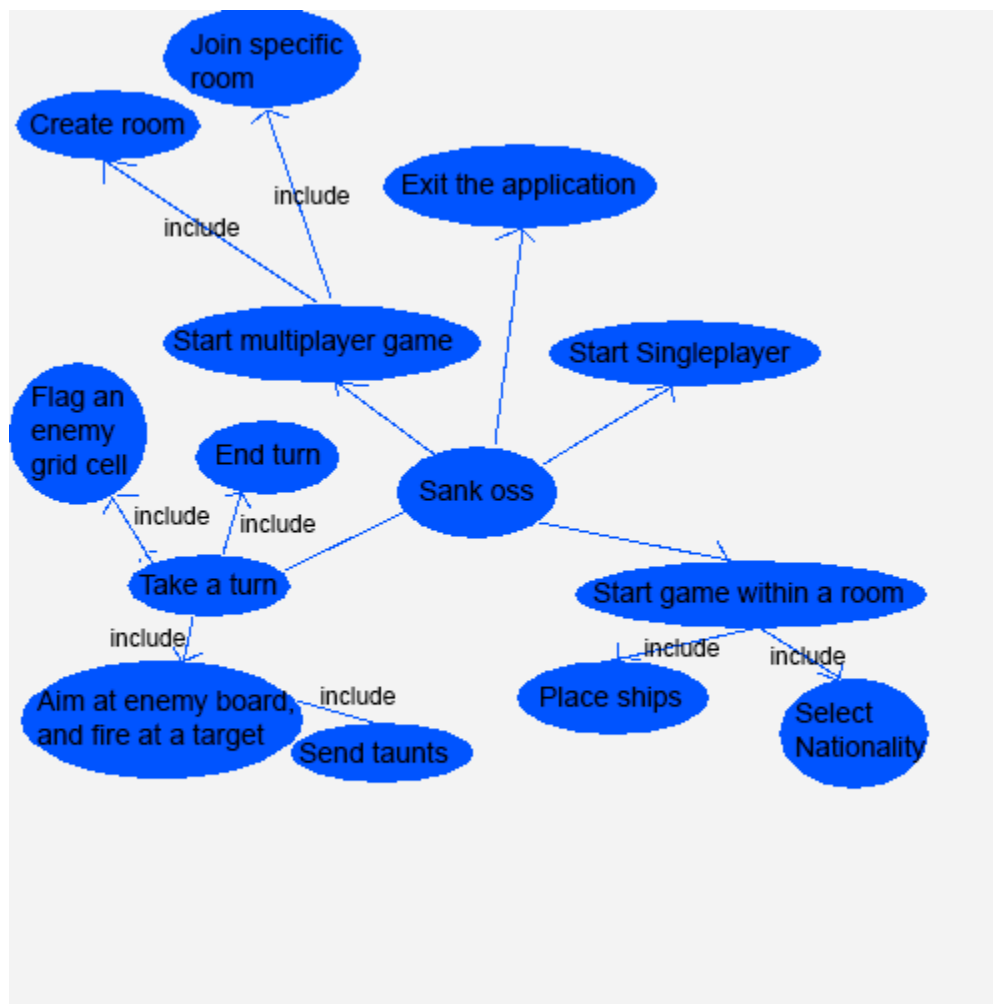 Join specific
room
Create room
Exit the application
include
include
Start multiplayer game
Start Singleplayer
Flag an
enemy
grid cell
End turn
Sank oss
include
include
Take a turn
Start game within a room
include
include
include
Aim at enemy board,
and fire at a target
include
Send taunts
Place ships
Select
Nationality